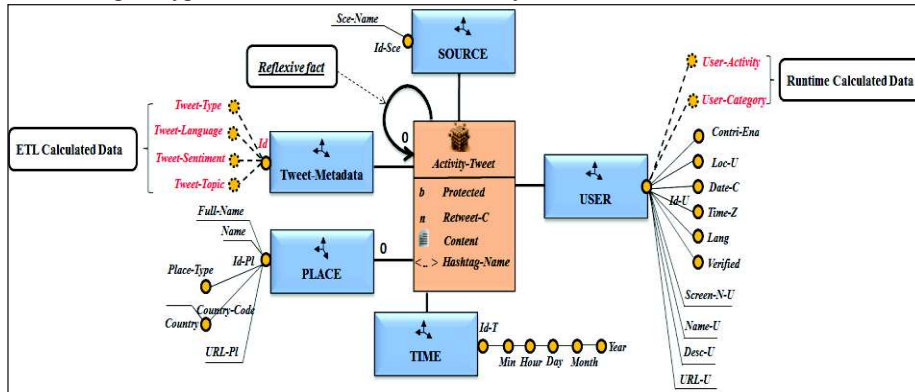 Sce-Name
Id-Sce
SOURCE
Reflexive fact
User-Activity
User-Category
Runtime Calculated Data
ETL Calculated Data
Tweet-Type
Tweet-Language
Tweet-Sentiment
Tweet-Topic
Id
Tweet-Metadata
0
Activity-Tweet
b Protected
n Retweet-C
Content
<..> Hashtag-Name
USER
Id-U
Contri-Ena
Loc-U
Date-C
Time-Z
Lang
Verified
Screen-N-U
Name-U
Desc-U
URL-U
Full-Name
Name
Id-Pl
Place-Type
Country-Code
Country
URL-Pl
PLACE
0
TIME
Id-T
Min Hour Day Month Year